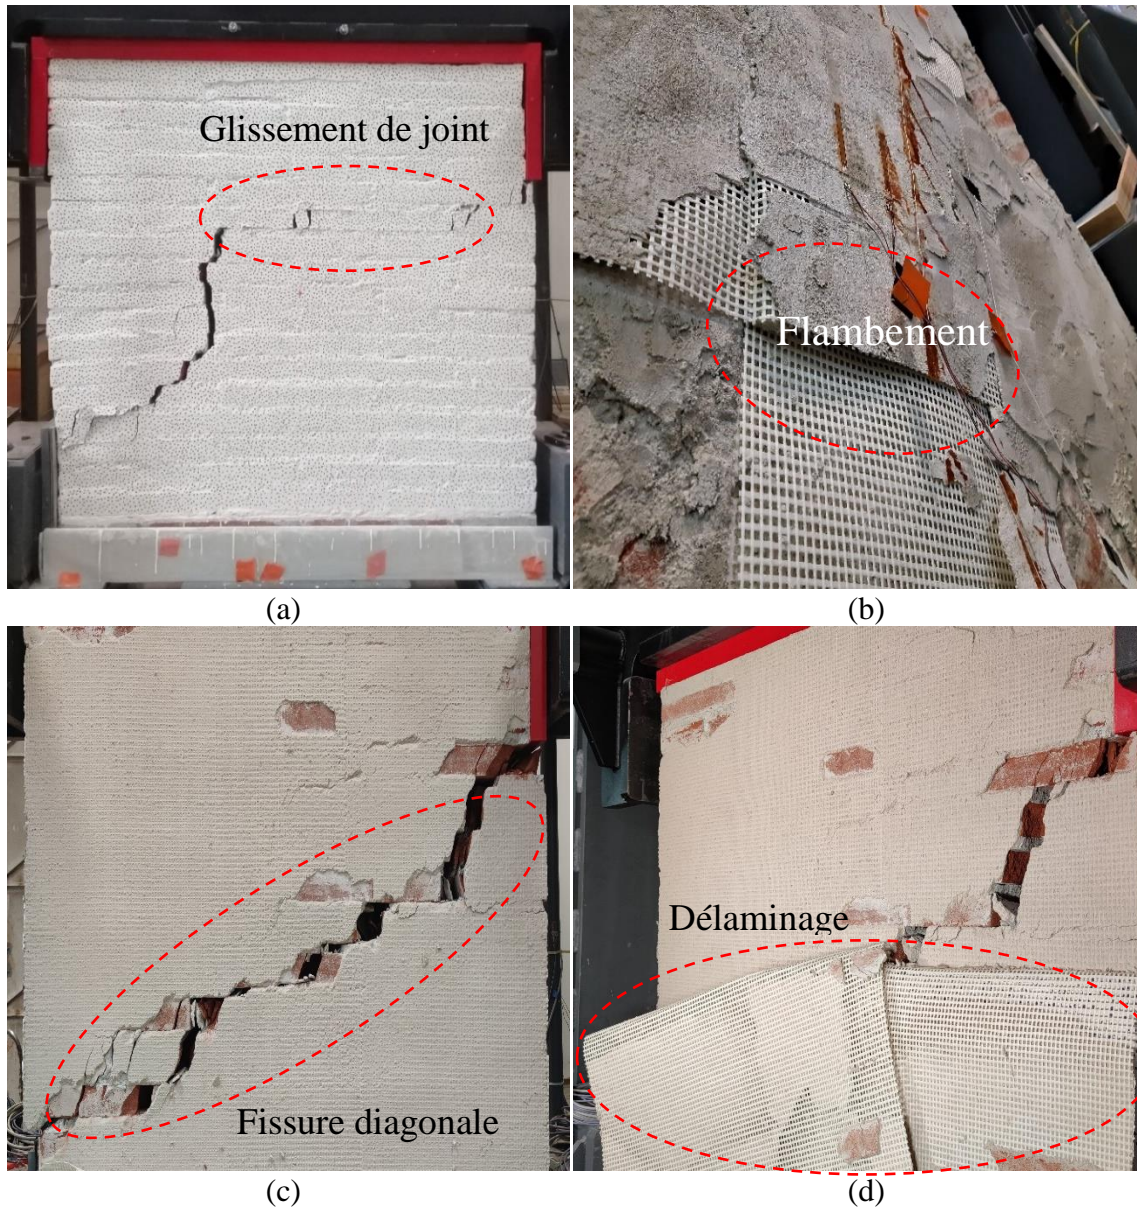 Glissement de joint
Flambement
(a)
(b)
Délaminage
Fissure diagonale
(c)
(d)